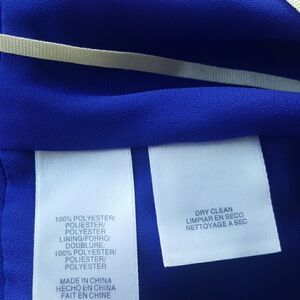 100% POLYESTER/
POLIESTER/
POLYESTER
LINING/FORRO/
DOUBLURE:
100% POLYESTER/
POLIESTER/
POLYESTER
MADE IN CHINA
HECHO EN CHINA
FAIT EN CHINE
DRY CLEAN
LIMPIAR EN SECO
NETTOYAGE A SEC